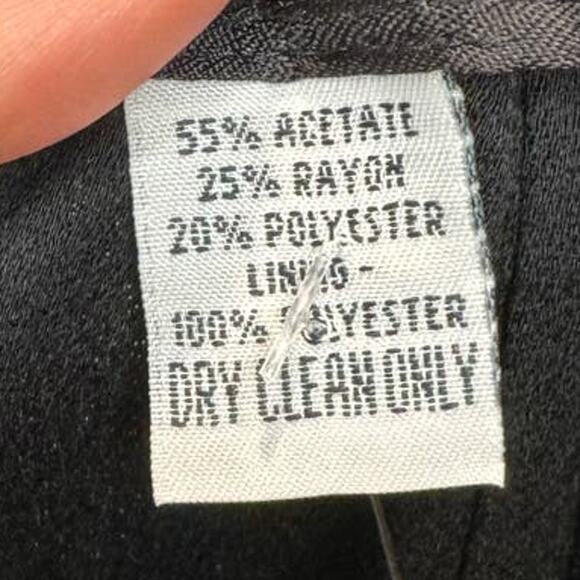 55% ACETATE
25% RAYON
20% POLYESTER
LINING -
100% POLYESTER
DRY CLEAN ONLY